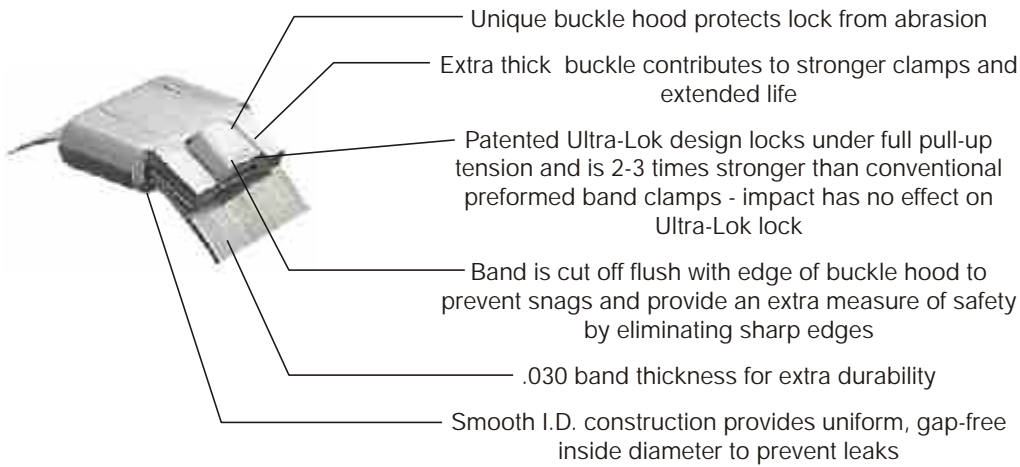 Unique buckle hood protects lock from abrasion
Extra thick  buckle contributes to stronger clamps and
extended life
Patented Ultra-Lok design locks under full pull-up
tension and is 2-3 times stronger than conventional
preformed band clamps - impact has no effect on
Ultra-Lok lock
Band is cut off flush with edge of buckle hood to
prevent snags and provide an extra measure of safety
by eliminating sharp edges
.030 band thickness for extra durability
Smooth I.D. construction provides uniform, gap-free
inside diameter to prevent leaks